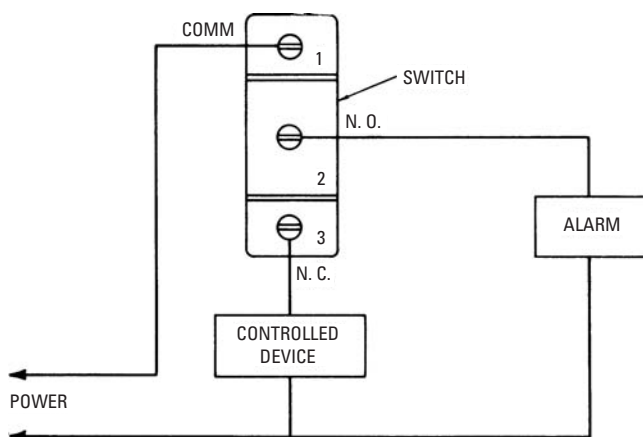 COMM
1
SWITCH
N. O.
2
ALARM
3
N. C.
CONTROLLED
DEVICE
POWER